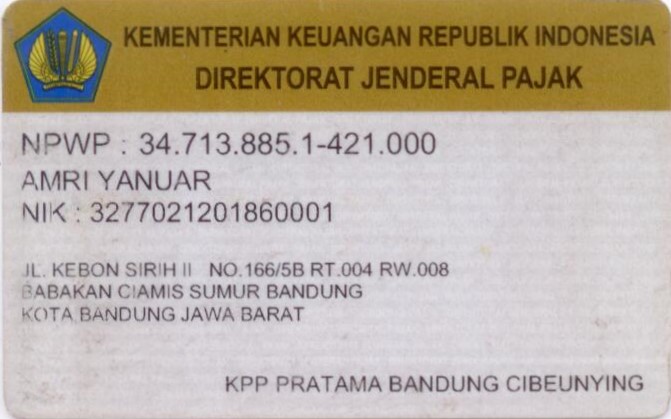 KEMENTERIAN KEUANGAN REPUBLIK INDONESIA
DIREKTORAT JENDERAL PAJAK
NPWP : 34.713.885.1-421.000
AMRI YANUAR
NIK : 3277021201860001
JL. KEBON SIRIH II NO.166/5B RT.004 RW.008
BABAKAN CIAMIS SUMUR BANDUNG
KOTA BANDUNG JAWA BARAT
KPP PRATAMA BANDUNG CIBEUNYING